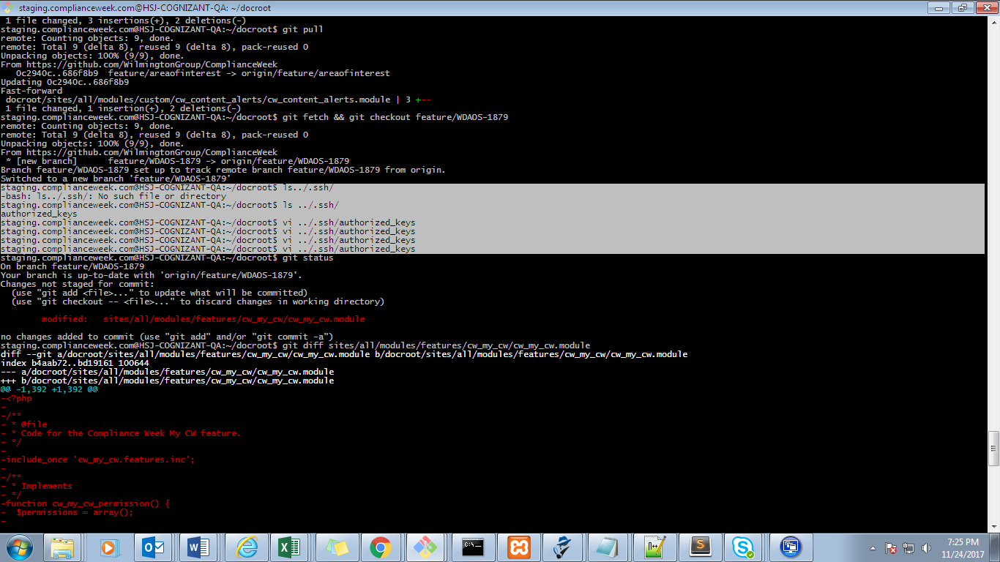 staging.complianceweek.com@HSJ-COGNIZANT-QA: ~/docroot
 1 file changed, 3 insertions(+), 2 deletions(-)
staging.complianceweek.com@HSJ-COGNIZANT-QA:~/docroot$ git pull
remote: Counting objects: 9, done.
remote: Total 9 (delta 8), reused 9 (delta 8), pack-reused 0
Unpacking objects: 100% (9/9), done.
From https://github.com/WilmingtonGroup/ComplianceWeek
   0c2940c..686f8b9  feature/areaofinterest -> origin/feature/areaofinterest
Updating 0c2940c..686f8b9
Fast-forward
 docroot/sites/all/modules/custom/cw_content_alerts/cw_content_alerts.module | 3 +--
 1 file changed, 1 insertion(+), 2 deletions(-)
staging.complianceweek.com@HSJ-COGNIZANT-QA:~/docroot$ git fetch && git checkout feature/WDAOS-1879
remote: Counting objects: 9, done.
remote: Total 9 (delta 8), reused 9 (delta 8), pack-reused 0
Unpacking objects: 100% (9/9), done.
From https://github.com/WilmingtonGroup/ComplianceWeek
 * [new branch]      feature/WDAOS-1879 -> origin/feature/WDAOS-1879
Branch feature/WDAOS-1879 set up to track remote branch feature/WDAOS-1879 from origin.
Switched to a new branch 'feature/WDAOS-1879'
staging.complianceweek.com@HSJ-COGNIZANT-QA:~/docroot$ ls../.ssh/
-bash: ls../.ssh/: No such file or directory
staging.complianceweek.com@HSJ-COGNIZANT-QA:~/docroot$ ls ../.ssh/
authorized_keys
staging.complianceweek.com@HSJ-COGNIZANT-QA:~/docroot$ vi ../.ssh/authorized_keys
staging.complianceweek.com@HSJ-COGNIZANT-QA:~/docroot$ vi ../.ssh/authorized_keys
staging.complianceweek.com@HSJ-COGNIZANT-QA:~/docroot$ vi ../.ssh/authorized_keys
staging.complianceweek.com@HSJ-COGNIZANT-QA:~/docroot$ vi ../.ssh/authorized_keys
staging.complianceweek.com@HSJ-COGNIZANT-QA:~/docroot$ git status
On branch feature/WDAOS-1879
Your branch is up-to-date with 'origin/feature/WDAOS-1879'.
Changes not staged for commit:
  (use "git add <file>..." to update what will be committed)
  (use "git checkout -- <file>..." to discard changes in working directory)
        modified:   sites/all/modules/features/cw_my_cw/cw_my_cw.module
no changes added to commit (use "git add" and/or "git commit -a")
staging.complianceweek.com@HSJ-COGNIZANT-QA:~/docroot$ git diff sites/all/modules/features/cw_my_cw/cw_my_cw.module
diff --git a/docroot/sites/all/modules/features/cw_my_cw/cw_my_cw.module b/docroot/sites/all/modules/features/cw_my_cw/cw_my_cw.module
index b4aab72..bd19161 100644
--- a/docroot/sites/all/modules/features/cw_my_cw/cw_my_cw.module
+++ b/docroot/sites/all/modules/features/cw_my_cw/cw_my_cw.module
@@ -1,392 +1,392 @@
-<?php
-
-/**
- * @file
- * Code for the Compliance Week My CW feature.
- */
-
-include_once 'cw_my_cw.features.inc';
-
-/**
- * Implements
- */
-function cw_my_cw_permission() {
-  $permissions = array();
-
7:25 PM
11/24/2017